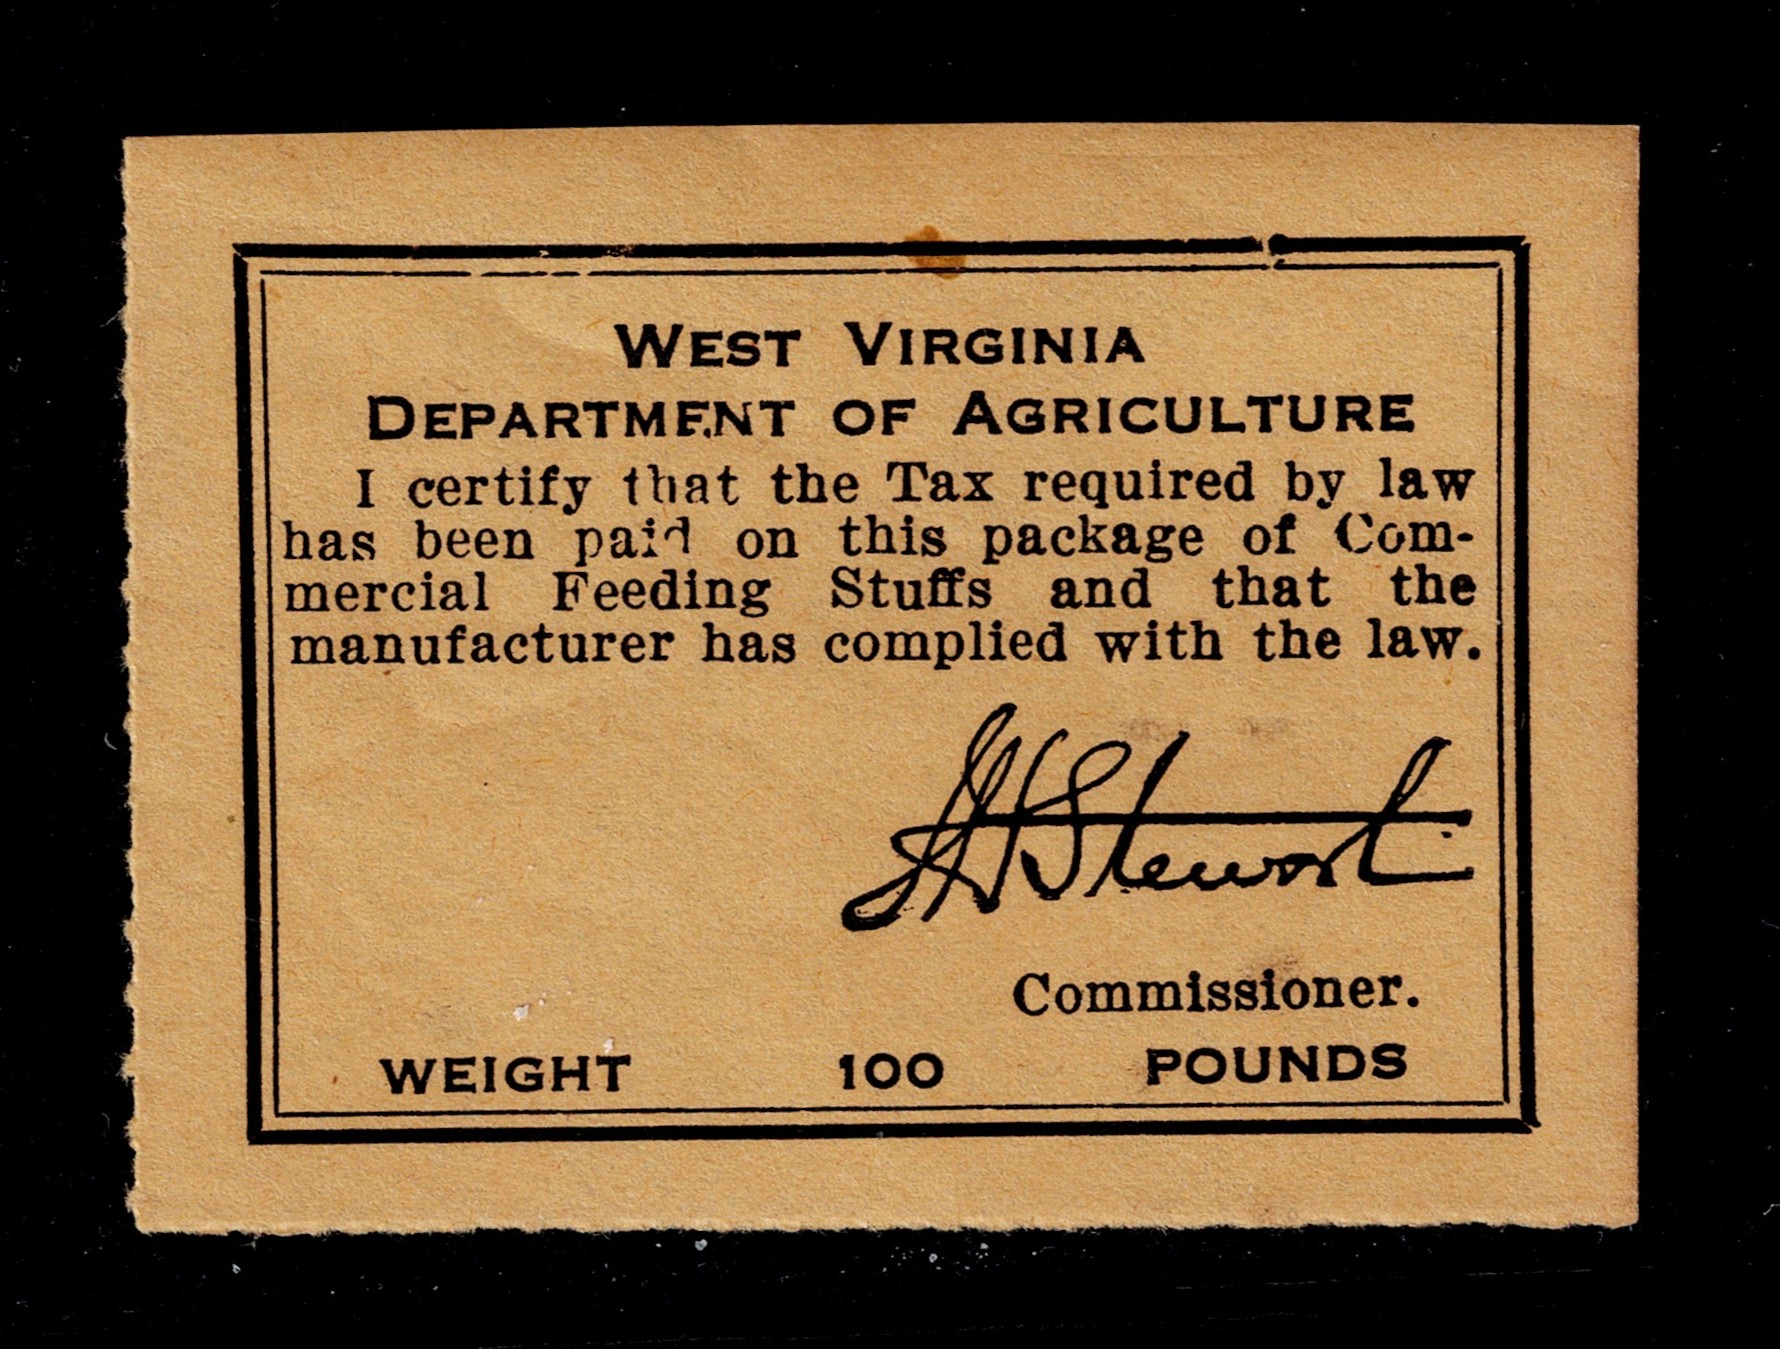 WEST VIRGINIA
DEPARTMENT OF AGRICULTURE
I certify that the Tax required by law
has been paid on this package of Com-
mercial Feeding Stuffs and that the
manufacturer has complied with the law.
Stewart
Commissioner.
WEIGHT 100 POUNDS